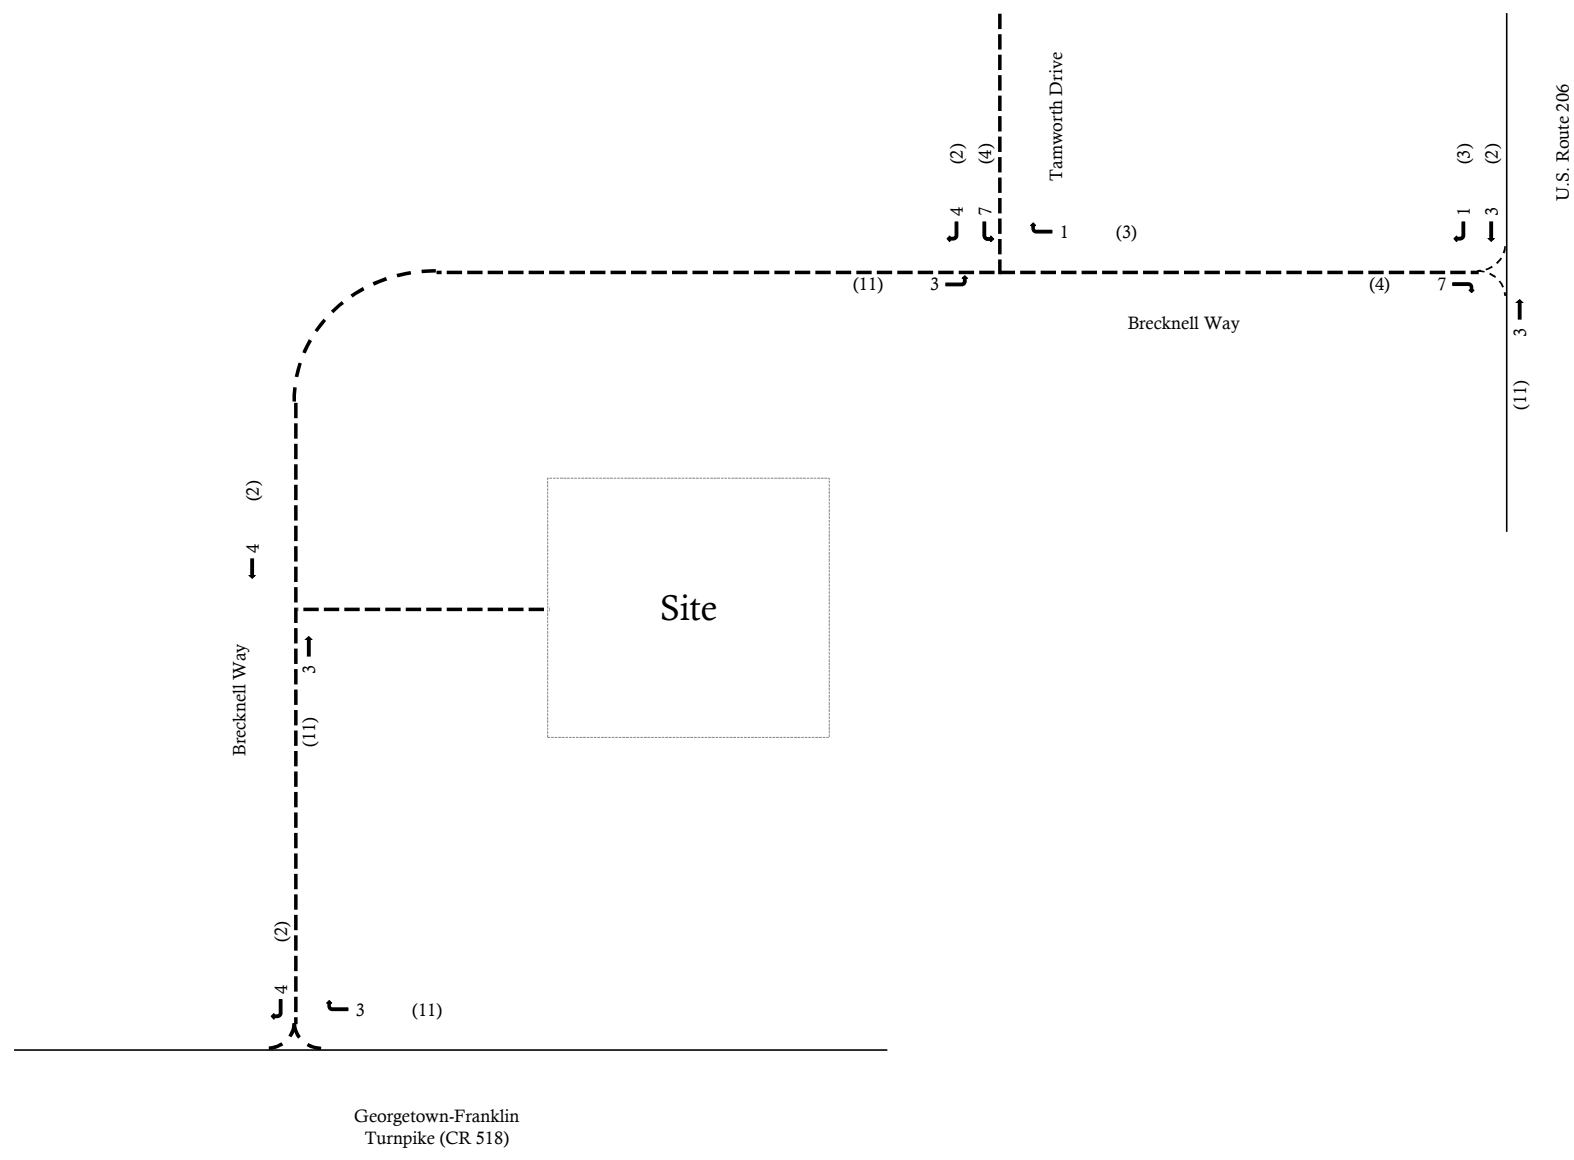 U.S. Route 206
Tamworth Drive
(2) (4)
(3) (2)
4 7
1 (3)
1 3
(11) 3
(4) 7
3
(11)
Brecknell Way
(2)
4
Site
3
(11)
Brecknell Way
(2)
4
3 (11)
Georgetown-Franklin
Turnpike (CR 518)